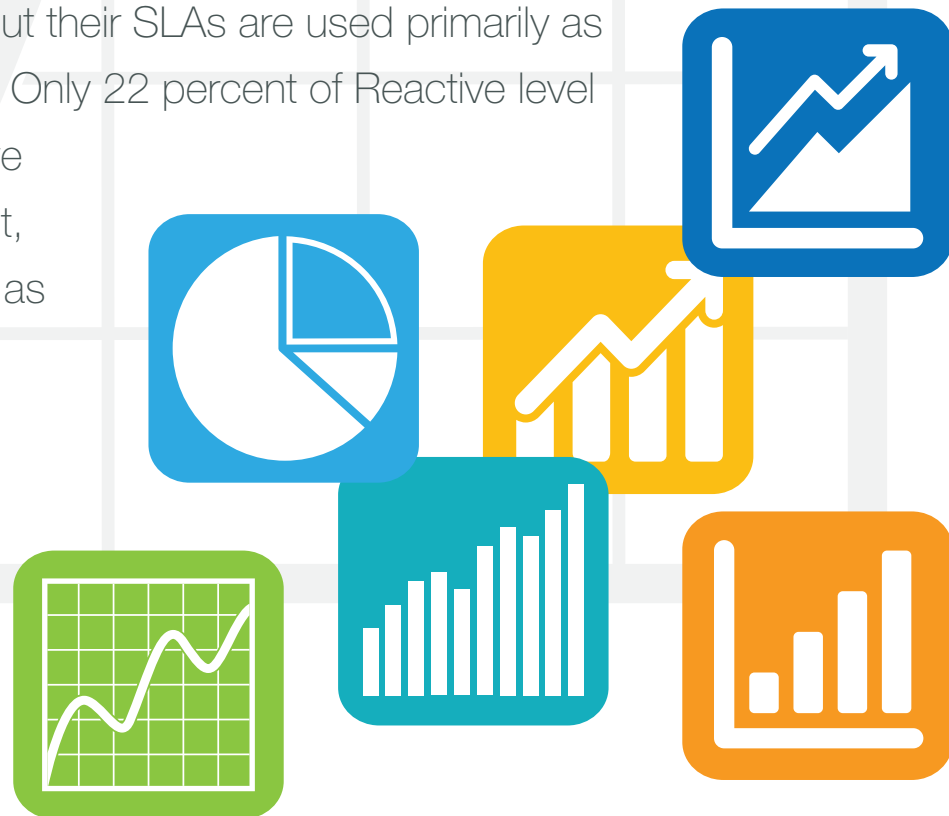 ut their SLAs are used primarily as
Only 22 percent of Reactive level
e
t,
as